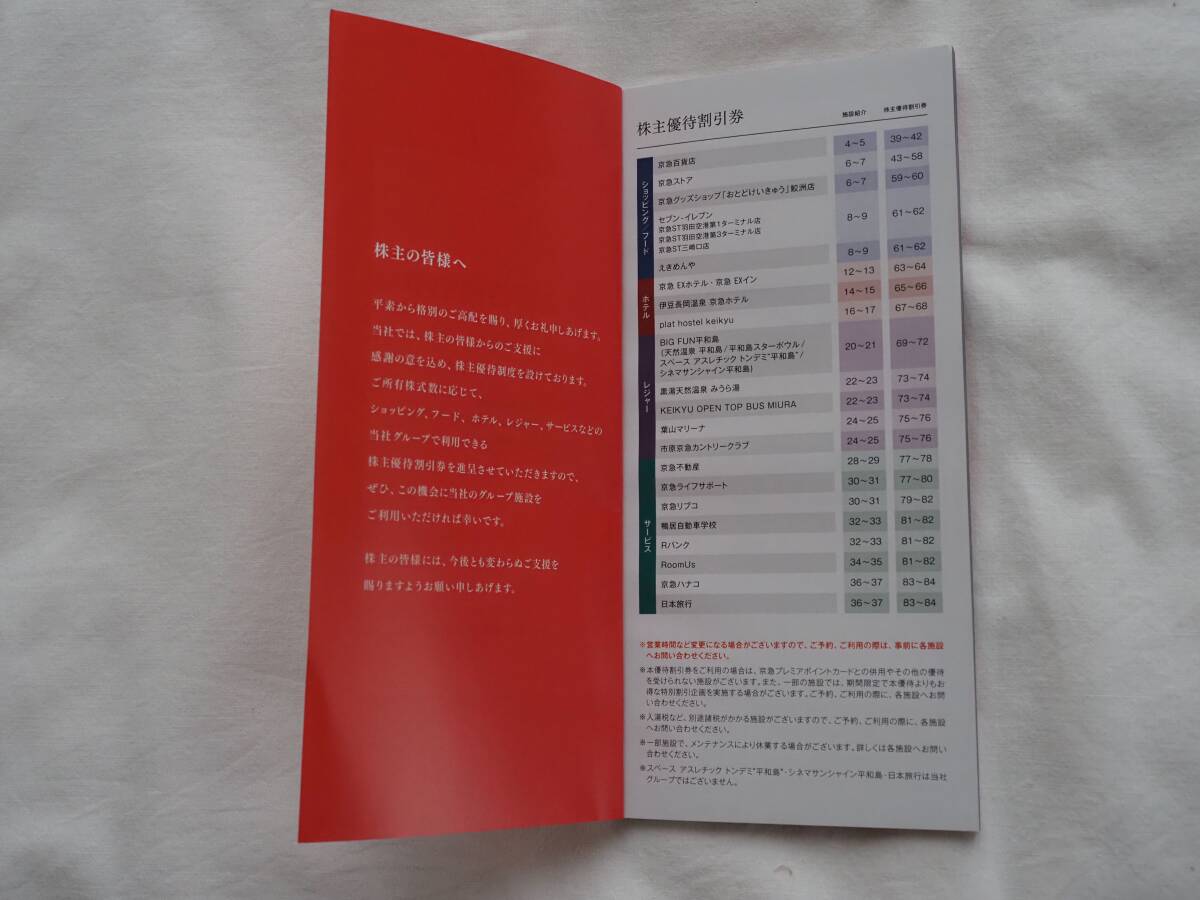 株主の皆様へ
平素から格別のご高配を賜り、厚くお礼申しあげます。
当社では、株主の皆様からのご支援に
感謝の意を込め、株主優待制度を設けております。
ご所有株式数に応じて、
ショッピング、フード、ホテル、レジャー、サービスなどの
当社グループで利用できる
株主優待割引券を進呈させていただきますので、
ぜひ、この機会に当社のグループ施設を
ご利用いただければ幸いです。
株主の皆様には、今後とも変わらぬご支援を
賜りますようお願い申しあげます。
株主優待割引券
施設紹介 株主優待割引券
ショッピング/フード
京急百貨店 4～5 39～42
京急ストア 6～7 43～58
京急グッズショップ「おとどけいきゅう」鮫洲店 6～7 59～60
セブン-イレブン
京急ST羽田空港第1ターミナル店
京急ST羽田空港第3ターミナル店
京急ST三崎口店
8～9 61～62
えきめんや 8～9 61～62
ホテル
京急 EXホテル・京急 EXイン 12～13 63～64
伊豆長岡温泉 京急ホテル 14～15 65～66
plat hostel keikyu 16～17 67～68
レジャー
BIG FUN平和島
(天然温泉 平和島/平和島スターボウル/
スペース アスレチック トンデミ"平和島"/
シネマサンシャイン平和島)
20～21 69～72
黒湯天然温泉 みうら湯 22～23 73～74
KEIKYU OPEN TOP BUS MIURA 22～23 73～74
葉山マリーナ 24～25 75～76
市原京急カントリークラブ 24～25 75～76
サービス
京急不動産 28～29 77～78
京急ライフサポート 30～31 77～80
京急リブコ 30～31 79～82
鴨居自動車学校 32～33 81～82
Rバンク 32～33 81～82
RoomUs 34～35 81～82
京急ハナコ 36～37 83～84
日本旅行 36～37 83～84
※営業時間など変更になる場合がございますので、ご予約、ご利用の際は、事前に各施設
へお問い合わせください。
※本優待割引券をご利用の場合は、京急プレミアポイントカードとの併用やその他の優待
を受けられない施設がございます。また、一部の施設では、期間限定で本優待よりもお
得な特別割引企画を実施する場合がございます。ご予約、ご利用の際に、各施設へお問
い合わせください。
※入湯税など、別途諸税がかかる施設がございますので、ご予約、ご利用の際に、各施設
へお問い合わせください。
※一部施設で、メンテナンスにより休業する場合がございます。詳しくは各施設へお問い
合わせください。
※スペース アスレチック トンデミ"平和島"・シネマサンシャイン平和島・日本旅行は当社
グループではございません。